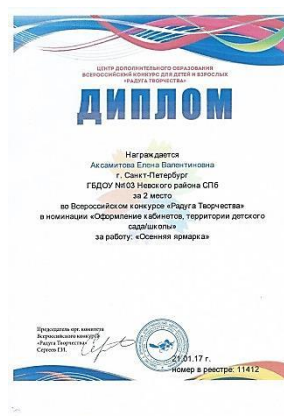 ЦЕНТР ДОПОЛНИТЕЛЬНОГО ОБРАЗОВАНИЯ
ВСЕРОССИЙСКИЙ КОНКУРС ДЛЯ ДЕТЕЙ И ВЗРОСЛЫХ
«РАДУГА ТВОРЧЕСТВА»
ДИПЛОМ
Награждается
Аксамитова Елена Валентиновна
г. Санкт-Петербург
ГБДОУ №103 Невского района СПб
за 2 место
во Всероссийском конкурсе «Радуга Творчества»
в номинации «Оформление кабинетов, территории детского
сада/школы»
за работу: «Осенняя ярмарка»
Председатель орг. комитета
Всероссийского конкурса
«Радуга Творчества»
Сергеев Г.И.
21.01.17 г.
номер в реестре: 11412